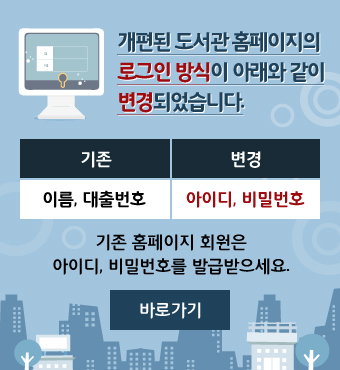 개편된 도서관 홈페이지의
로그인 방식이 아래와 같이
변경되었습니다.
기존 변경
이름, 대출번호 아이디, 비밀번호
기존 홈페이지 회원은
아이디, 비밀번호를 발급받으세요.
바로가기